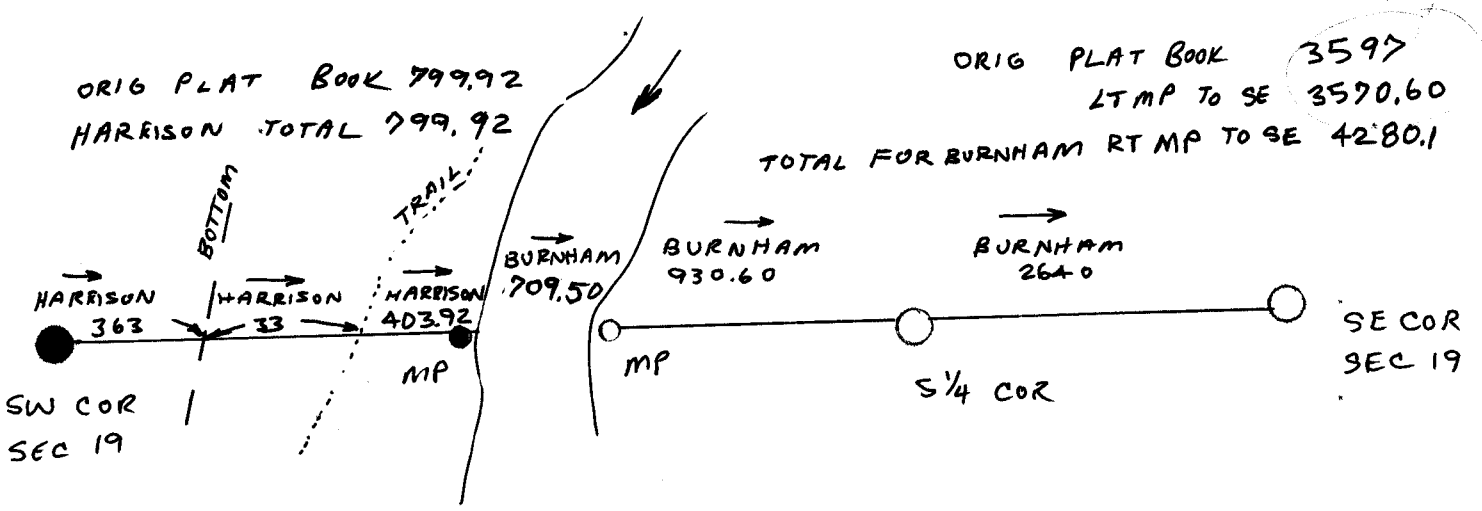 ORIG PLAT BOOK 799.92
HARRISON TOTAL 799.92
ORIG PLAT BOOK 3597
LT MP TO SE 3570.60
TOTAL FOR BURNHAM RT MP TO SE 4280.1
BOTTOM
TRAIL
HARRISON
363
HARRISON
33
HARRISON
403.92
BURNHAM
709.50
BURNHAM
930.60
BURNHAM
2640
MP
MP
S 1/4 COR
SW COR
SEC 19
SE COR
SEC 19